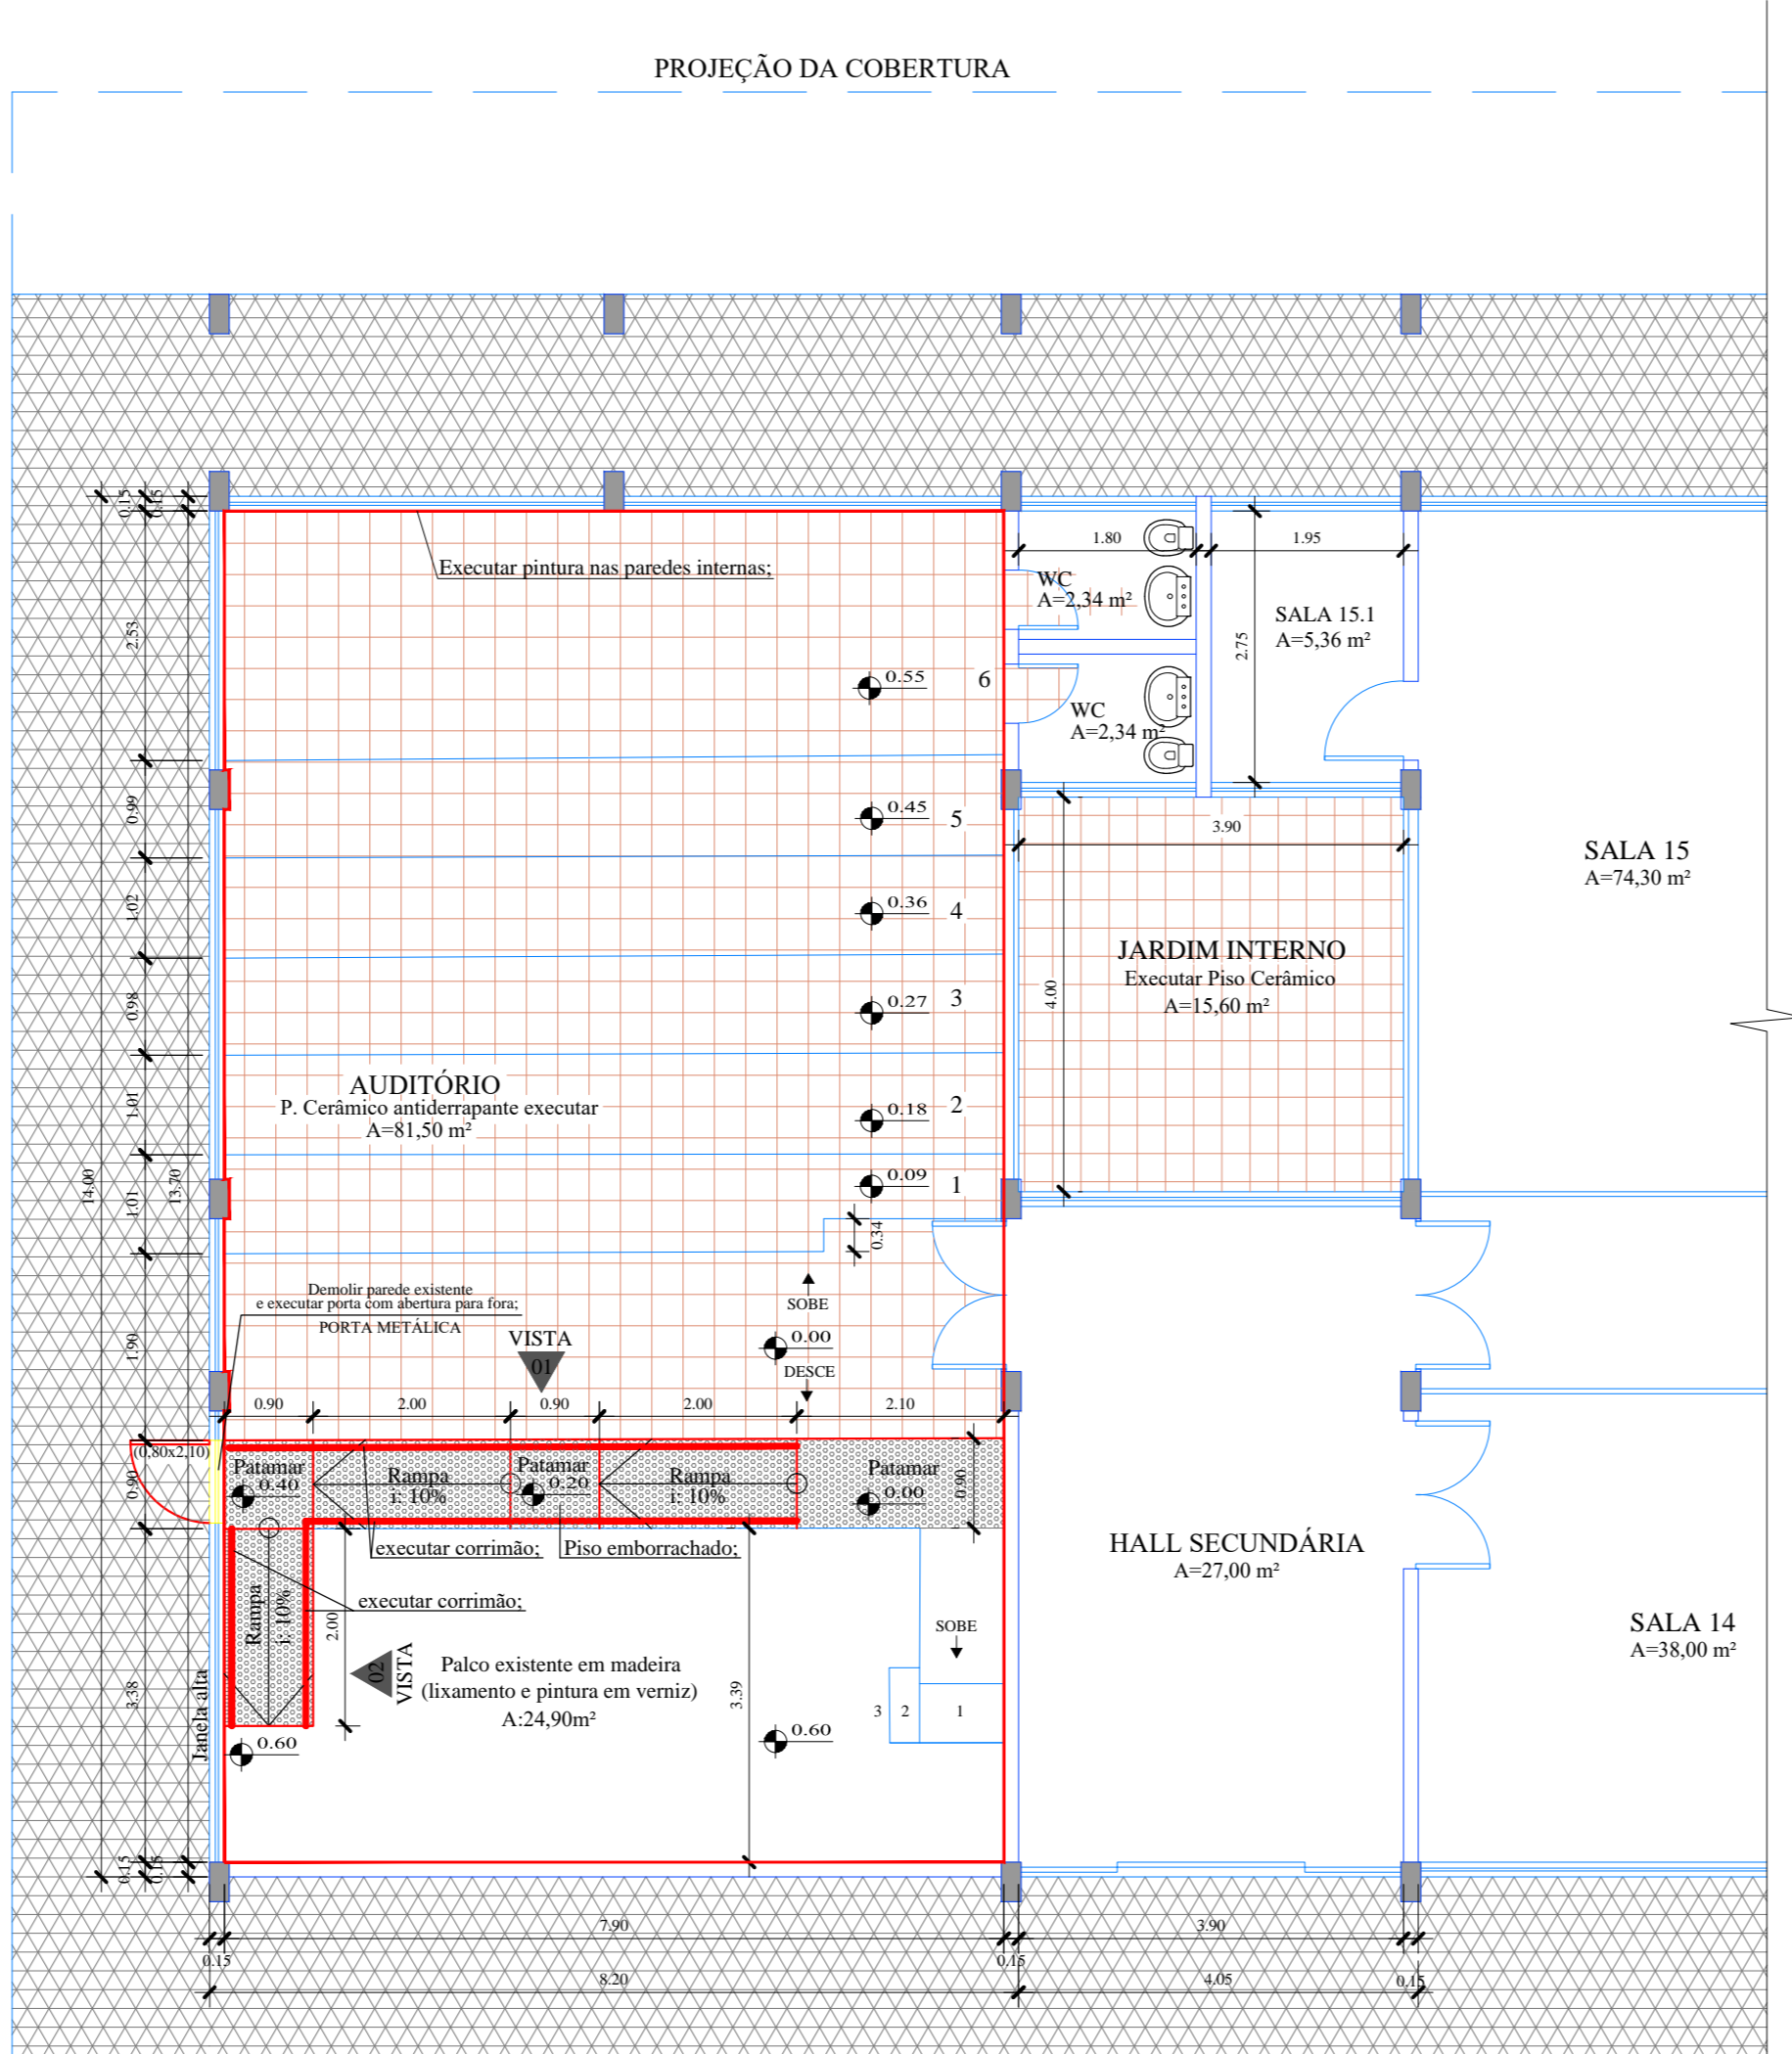 PROJEÇÃO DA COBERTURA
0.15
0.15
Executar pintura nas paredes internas;
1.80
1.95
WC
A=2,34 m²
SALA 15.1
A=5,36 m²
2.75
2.53
0.55
6
WC
A=2,34 m²
0.99
0.45
5
3.90
SALA 15
A=74,30 m²
1.02
0.36
4
JARDIM INTERNO
Executar Piso Cerâmico
A=15,60 m²
4.00
0.98
0.27
3
AUDITÓRIO
P. Cerâmico antiderrapante executar
A=81,50 m²
1.01
0.18
2
14.00
13.70
1.01
0.09
1
0.34
Demolir parede existente
e executar porta com abertura para fora;
PORTA METÁLICA
SOBE
0.00
DESCE
1.90
VISTA
01
0.90
2.00
0.90
2.00
2.10
(0,80x2,10)
0.90
Patamar
0.40
Rampa
i: 10%
Patamar
0.20
Rampa
i: 10%
Patamar
0.00
0.90
executar corrimão;
Piso emborrachado;
HALL SECUNDÁRIA
A=27,00 m²
executar corrimão;
Rampa
i: 10%
2.00
SOBE
SALA 14
A=38,00 m²
02
VISTA
Palco existente em madeira
(lixamento e pintura em verniz)
A:24,90m²
3.38
Janela alta
3.39
3
2
1
0.60
0.60
0.15
0.15
7.90
3.90
0.15
0.15
8.20
4.05
0.15